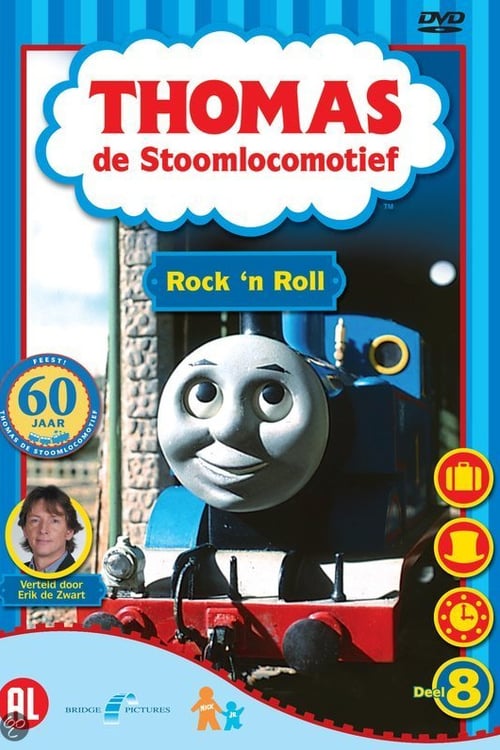 DVD
THOMAS
de Stoomlocomotief
TM
Rock 'n Roll
FEEST!
60
JAAR
THOMAS DE STOOMLOCOMOTIEF
Verteld door
Erik de Zwart
Deel 8
AL
BRIDGE PICTURES
NICK JR.